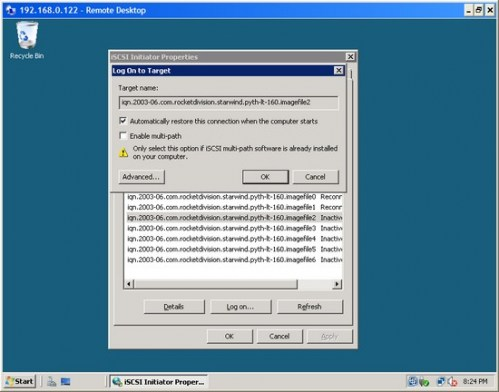 192.168.0.122 - Remote Desktop
Recycle Bin
iSCSI Initiator Properties
Log On to Target
Target name:
iqn.2003-06.com.rocketdivision.starwind.pyth-lt-160.imagefile2
Automatically restore this connection when the computer starts
Enable multi-path
Only select this option if iSCSI multi-path software is already installed
on your computer.
Advanced...
OK
Cancel
iqn.2003-06.com.rocketdivision.starwind.pyth-lt-160.imagefile0 Reconr
iqn.2003-06.com.rocketdivision.starwind.pyth-lt-160.imagefile1 Reconr
iqn.2003-06.com.rocketdivision.starwind.pyth-lt-160.imagefile2 Inactive
iqn.2003-06.com.rocketdivision.starwind.pyth-lt-160.imagefile3 Inactive
iqn.2003-06.com.rocketdivision.starwind.pyth-lt-160.imagefile4 Inactive
iqn.2003-06.com.rocketdivision.starwind.pyth-lt-160.imagefile5 Inactive
iqn.2003-06.com.rocketdivision.starwind.pyth-lt-160.imagefile6 Inactive
Details
Log on...
Refresh
OK
Cancel
Apply
Start
iSCSI Initiator Proper...
8:24 PM